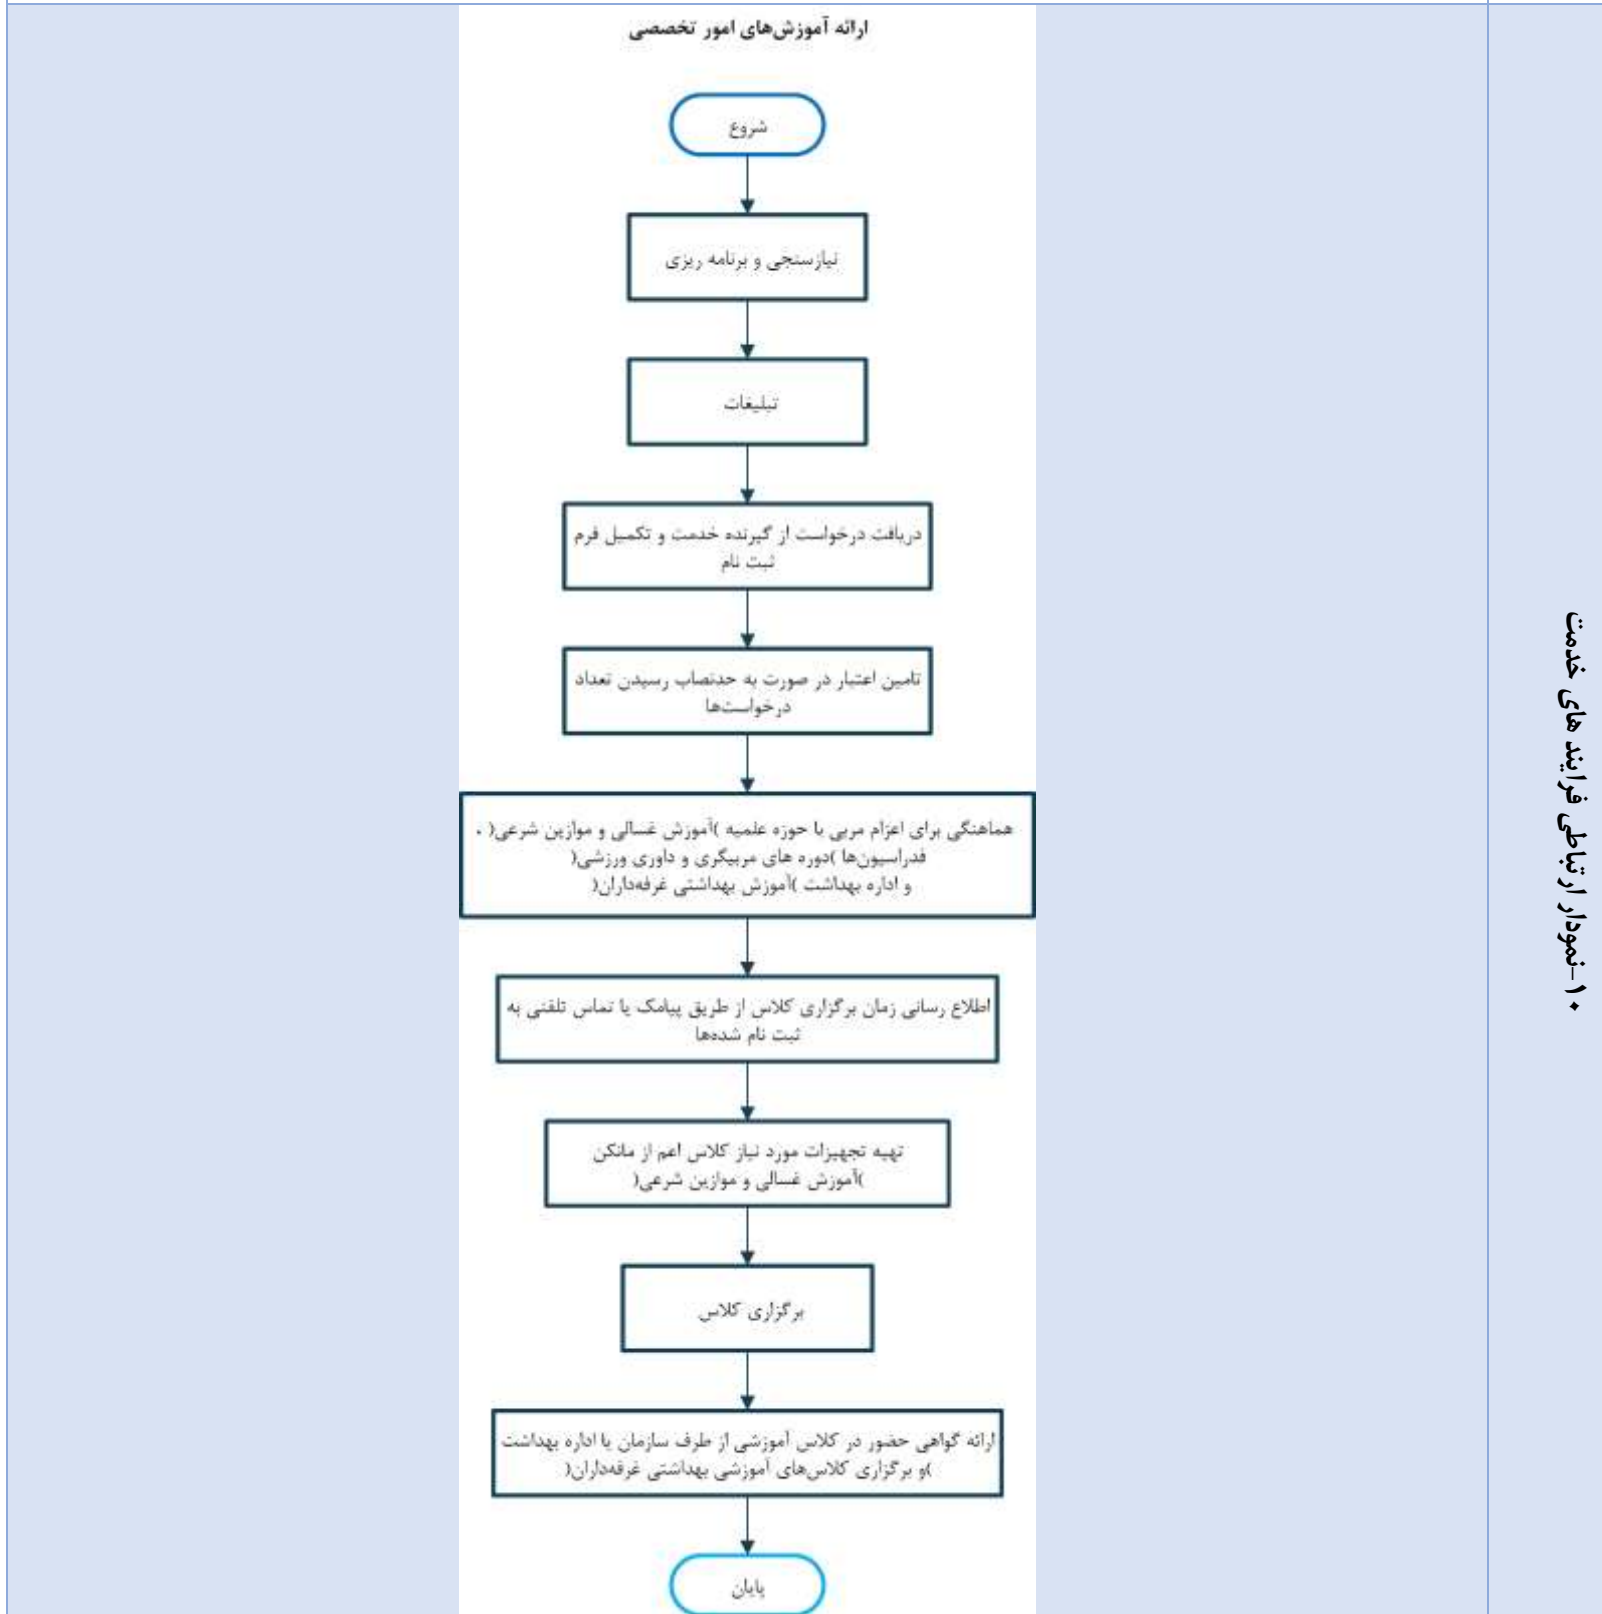 ارائه آموزش‌های امور تخصصی
شروع
نیازسنجی و برنامه ریزی
تبلیغات
دریافت درخواست از گیرنده خدمت و تکمیل فرم
ثبت نام
تامین اعتبار در صورت به حدنصاب رسیدن تعداد
درخواست‌ها
هماهنگی برای اعزام مربی با حوزه علمیه )آموزش غسالی و موازین شرعی( ،
فدراسیون‌ها )دوره های مربیگری و داوری ورزشی(
و اداره بهداشت )آموزش بهداشتی غرفه‌داران(
اطلاع رسانی زمان برگزاری کلاس از طریق پیامک یا تماس تلفنی به
ثبت نام شده‌ها
تهیه تجهیزات مورد نیاز کلاس اعم از مانکن
)آموزش غسالی و موازین شرعی(
برگزاری کلاس
ارائه گواهی حضور در کلاس آموزشی از طرف سازمان یا اداره بهداشت
)و برگزاری کلاس‌های آموزشی بهداشتی غرفه‌داران(
پایان
۱۰-نمودار ارتباطی فرایند های خدمت